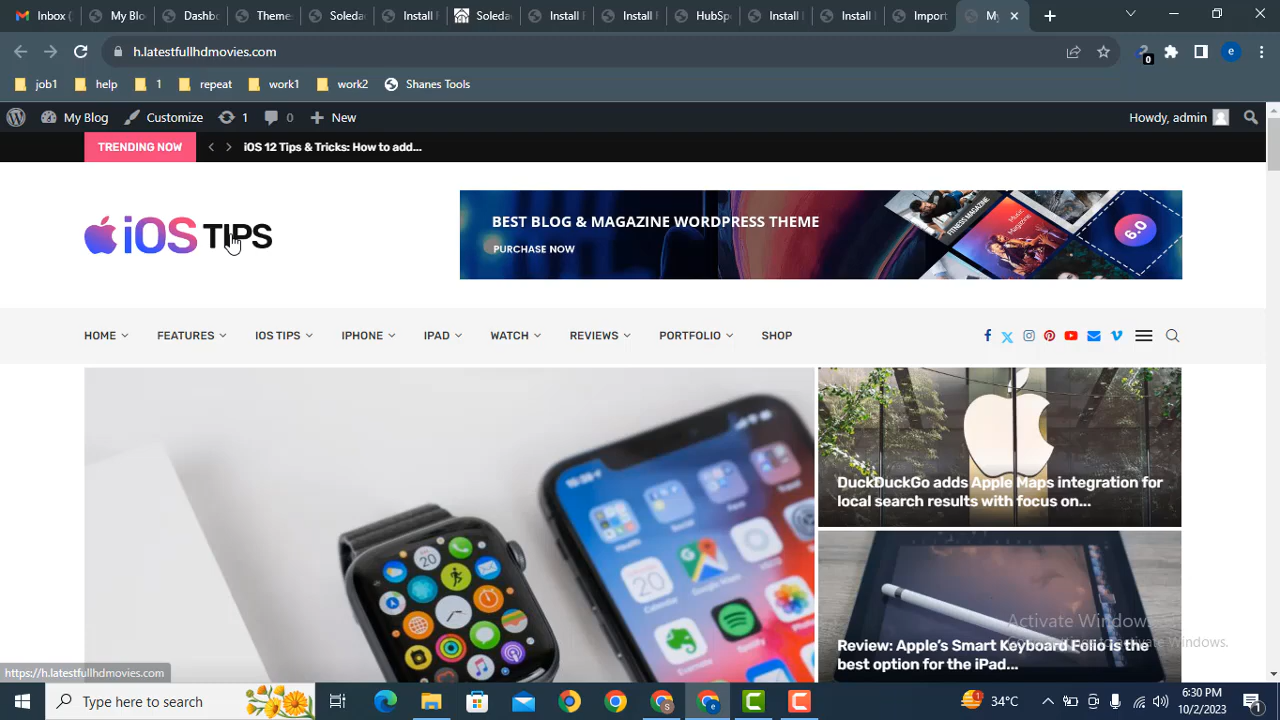 Inbox (
My Blo
Dashbo
Theme
Soleda
Install F
Soleda
Install F
Install F
HubSp
Install I
Install I
Import
My
h.latestfullhdmovies.com
0
e
job1
help
1
repeat
work1
work2
Shanes Tools
My Blog
Customize
1
0
New
Howdy, admin
TRENDING NOW
iOS 12 Tips & Tricks: How to add...
iOS TIPS
BEST BLOG & MAGAZINE WORDPRESS THEME
PURCHASE NOW
FITNESS MAGAZINE
6.0
HOME
FEATURES
IOS TIPS
IPHONE
IPAD
WATCH
REVIEWS
PORTFOLIO
SHOP
DuckDuckGo adds Apple Maps integration for
local search results with focus on...
Review: Apple's Smart Keyboard Folio is the
best option for the iPad...
Activate Windows
https://h.latestfullhdmovies.com
Type here to search
34°C
6:30 PM
10/2/2023